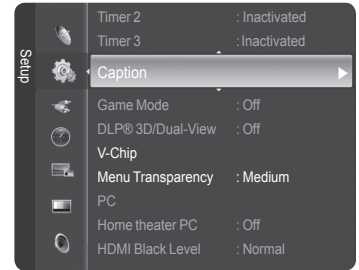 Setup
Timer 2 : Inactivated
Timer 3 : Inactivated
Caption
Game Mode : Off
DLP® 3D/Dual-View : Off
V-Chip
Menu Transparency : Medium
PC
Home theater PC : Off
HDMI Black Level : Normal